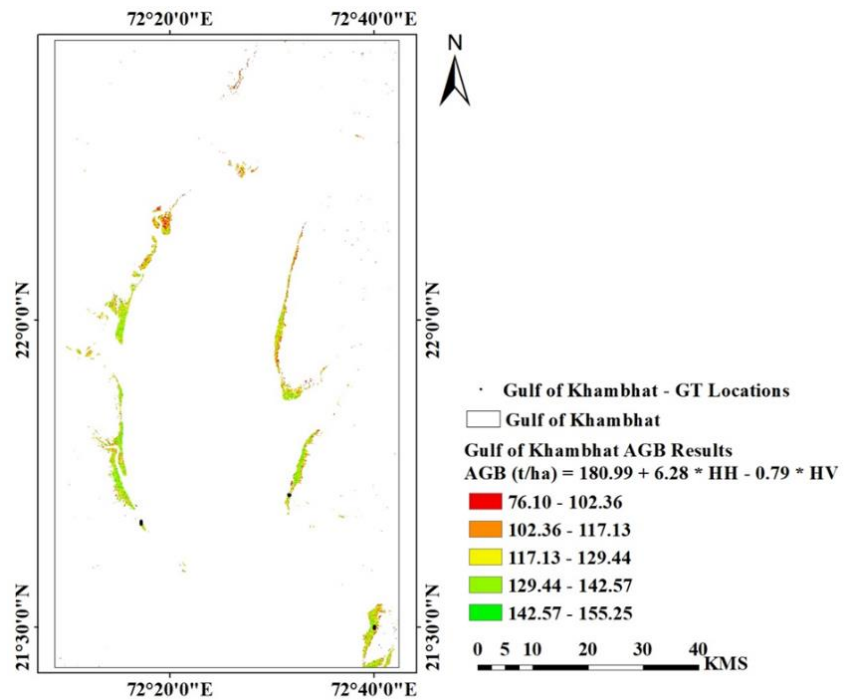 72°20'0"E 72°40'0"E
N
22°0'0"N 22°0'0"N
Gulf of Khambhat - GT Locations
Gulf of Khambhat
Gulf of Khambhat AGB Results
AGB (t/ha) = 180.99 + 6.28 * HH - 0.79 * HV
76.10 - 102.36
102.36 - 117.13
117.13 - 129.44
129.44 - 142.57
142.57 - 155.25
21°30'0"N 21°30'0"N
0 5 10 20 30 40
KMS
72°20'0"E 72°40'0"E